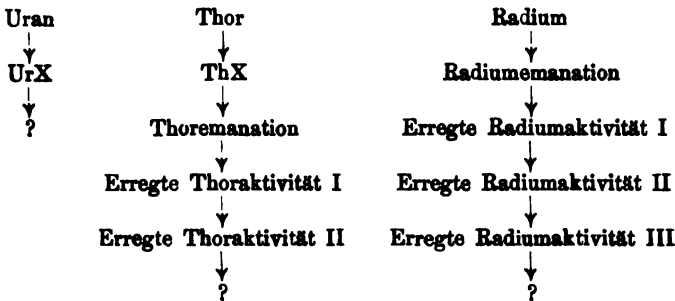 Uran Thor Radium
UrX ThX Radiumemanation
? Thoremanation Erregte Radiumaktivität I
Erregte Thoraktivität I Erregte Radiumaktivität II
Erregte Thoraktivität II Erregte Radiumaktivität III
? ?